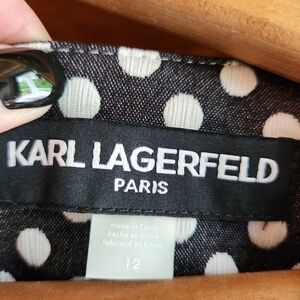 KARL LAGERFELD
PARIS
made in China
hecho en China
fabriqué en Chine
12